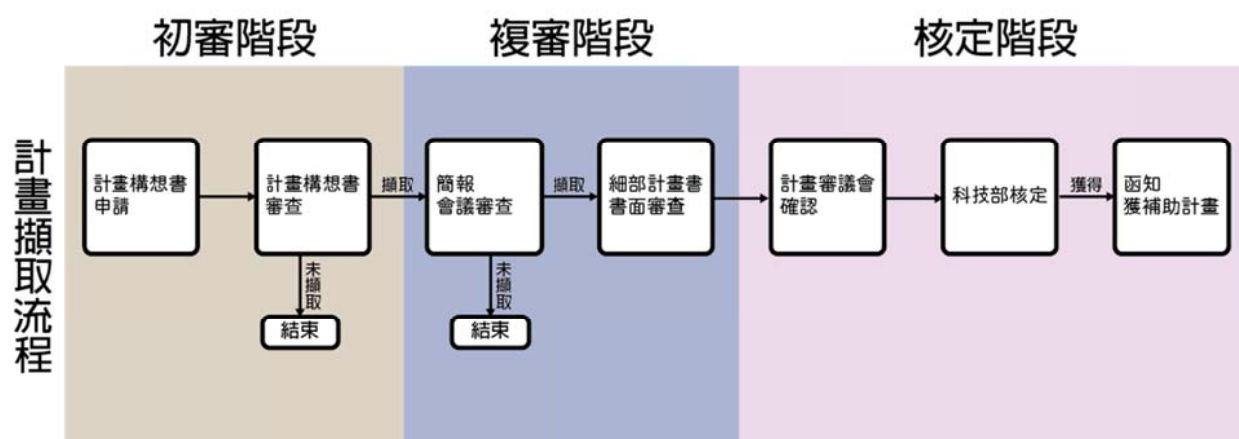 初審階段
複審階段
核定階段
計畫擷取流程
計畫構想書
申請
計畫構想書
審查
擷取
簡報
會議審查
擷取
細部計畫書
書面審查
計畫審議會
確認
科技部核定
獲得
函知
獲補助計畫
未擷取
結束
未擷取
結束